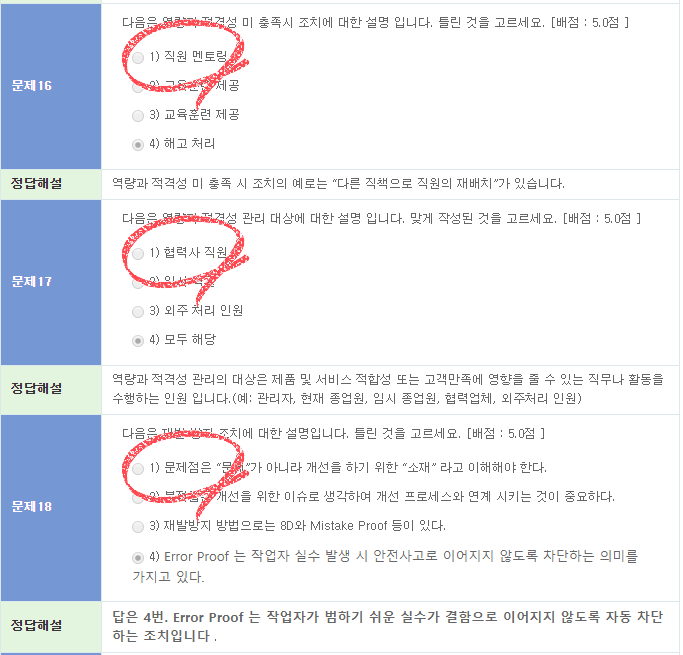 다음은 역량과 적격성 미 충족시 조치에 대한 설명 입니다. 틀린 것을 고르세요. [배점 : 5.0점 ]
1) 직원 멘토링
문제16
2) 교육훈련 제공
3) 교육훈련 제공
4) 해고 처리
정답해설
역량과 적격성 미 충족 시 조치의 예로는 “다른 직책으로 직원의 재배치”가 있습니다.
다음은 역량과 적격성 관리 대상에 대한 설명 입니다. 맞게 작성된 것을 고르세요. [배점 : 5.0점 ]
1) 협력사 직원
문제17
2) 임시 직원
3) 외주 처리 인원
4) 모두 해당
정답해설
역량과 적격성 관리의 대상은 제품 및 서비스 적합성 또는 고객만족에 영향을 줄 수 있는 직무나 활동을
수행하는 인원 입니다.(예: 관리자, 현재 종업원, 임시 종업원, 협력업체, 외주처리 인원)
다음은 재발 방지 조치에 대한 설명입니다. 틀린 것을 고르세요. [배점 : 5.0점 ]
1) 문제점은 “문제”가 아니라 개선을 하기 위한 “소재” 라고 이해해야 한다.
문제18
2) 개선을 위한 이슈로 생각하여 개선 프로세스와 연계 시키는 것이 중요하다.
3) 재발방지 방법으로는 8D와 Mistake Proof 등이 있다.
4) Error Proof 는 작업자 실수 발생 시 안전사고로 이어지지 않도록 차단하는 의미를
가지고 있다.
정답해설
답은 4번. Error Proof 는 작업자가 범하기 쉬운 실수가 결함으로 이어지지 않도록 자동 차단
하는 조치입니다 .